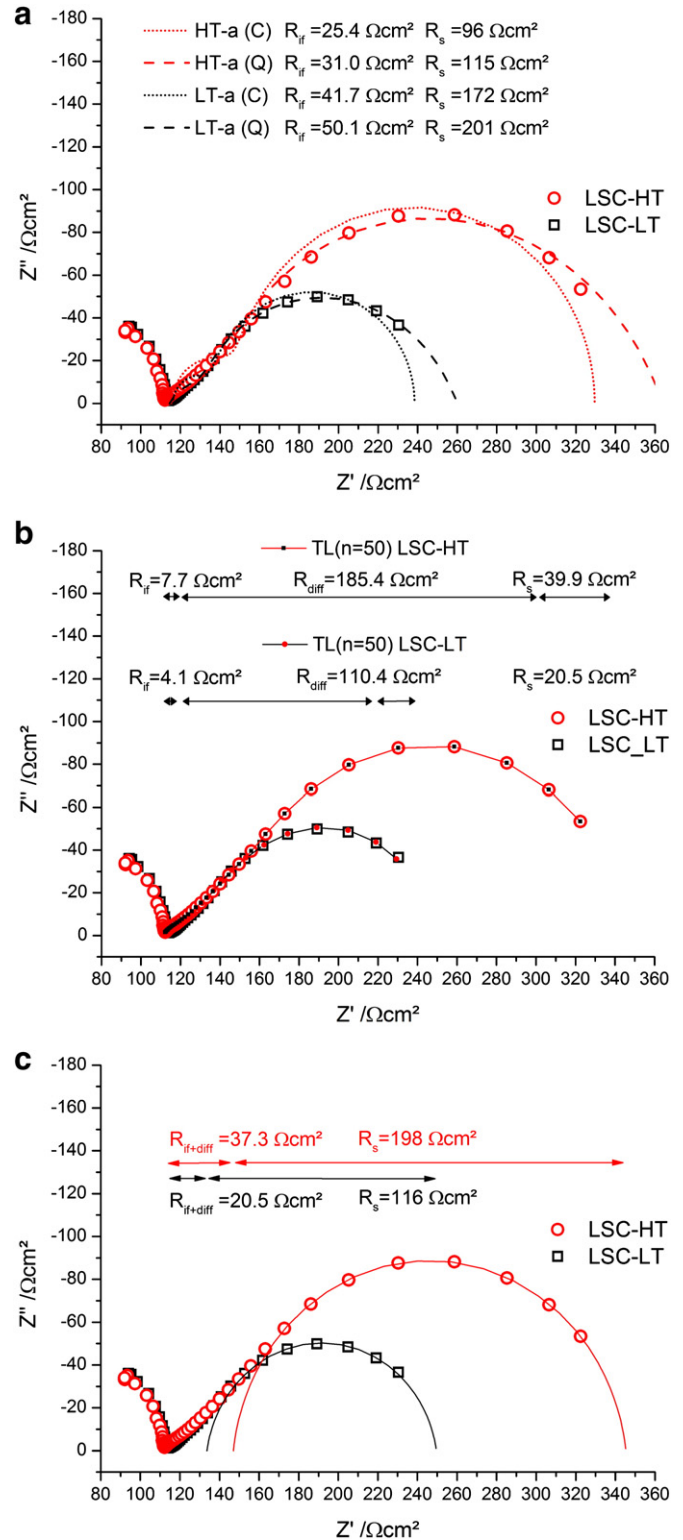 a
-180
-160
-140
-120
-100
-80
-60
-40
-20
0
Z'' /Ωcm²
HT-a (C) R_if =25.4 Ωcm² R_s =96 Ωcm²
HT-a (Q) R_if =31.0 Ωcm² R_s =115 Ωcm²
LT-a (C) R_if =41.7 Ωcm² R_s =172 Ωcm²
LT-a (Q) R_if =50.1 Ωcm² R_s =201 Ωcm²
LSC-HT
LSC-LT
80 100 120 140 160 180 200 220 240 260 280 300 320 340 360
Z' /Ωcm²
b
-180
-160
-140
-120
-100
-80
-60
-40
-20
0
Z'' /Ωcm²
TL(n=50) LSC-HT
R_if=7.7 Ωcm² R_diff=185.4 Ωcm² R_s=39.9 Ωcm²
TL(n=50) LSC-LT
R_if=4.1 Ωcm² R_diff=110.4 Ωcm² R_s=20.5 Ωcm²
LSC-HT
LSC_LT
80 100 120 140 160 180 200 220 240 260 280 300 320 340 360
Z' /Ωcm²
c
-180
-160
-140
-120
-100
-80
-60
-40
-20
0
Z'' /Ωcm²
R_if+diff =37.3 Ωcm² R_s=198 Ωcm²
R_if+diff =20.5 Ωcm² R_s=116 Ωcm²
LSC-HT
LSC-LT
80 100 120 140 160 180 200 220 240 260 280 300 320 340 360
Z' /Ωcm²